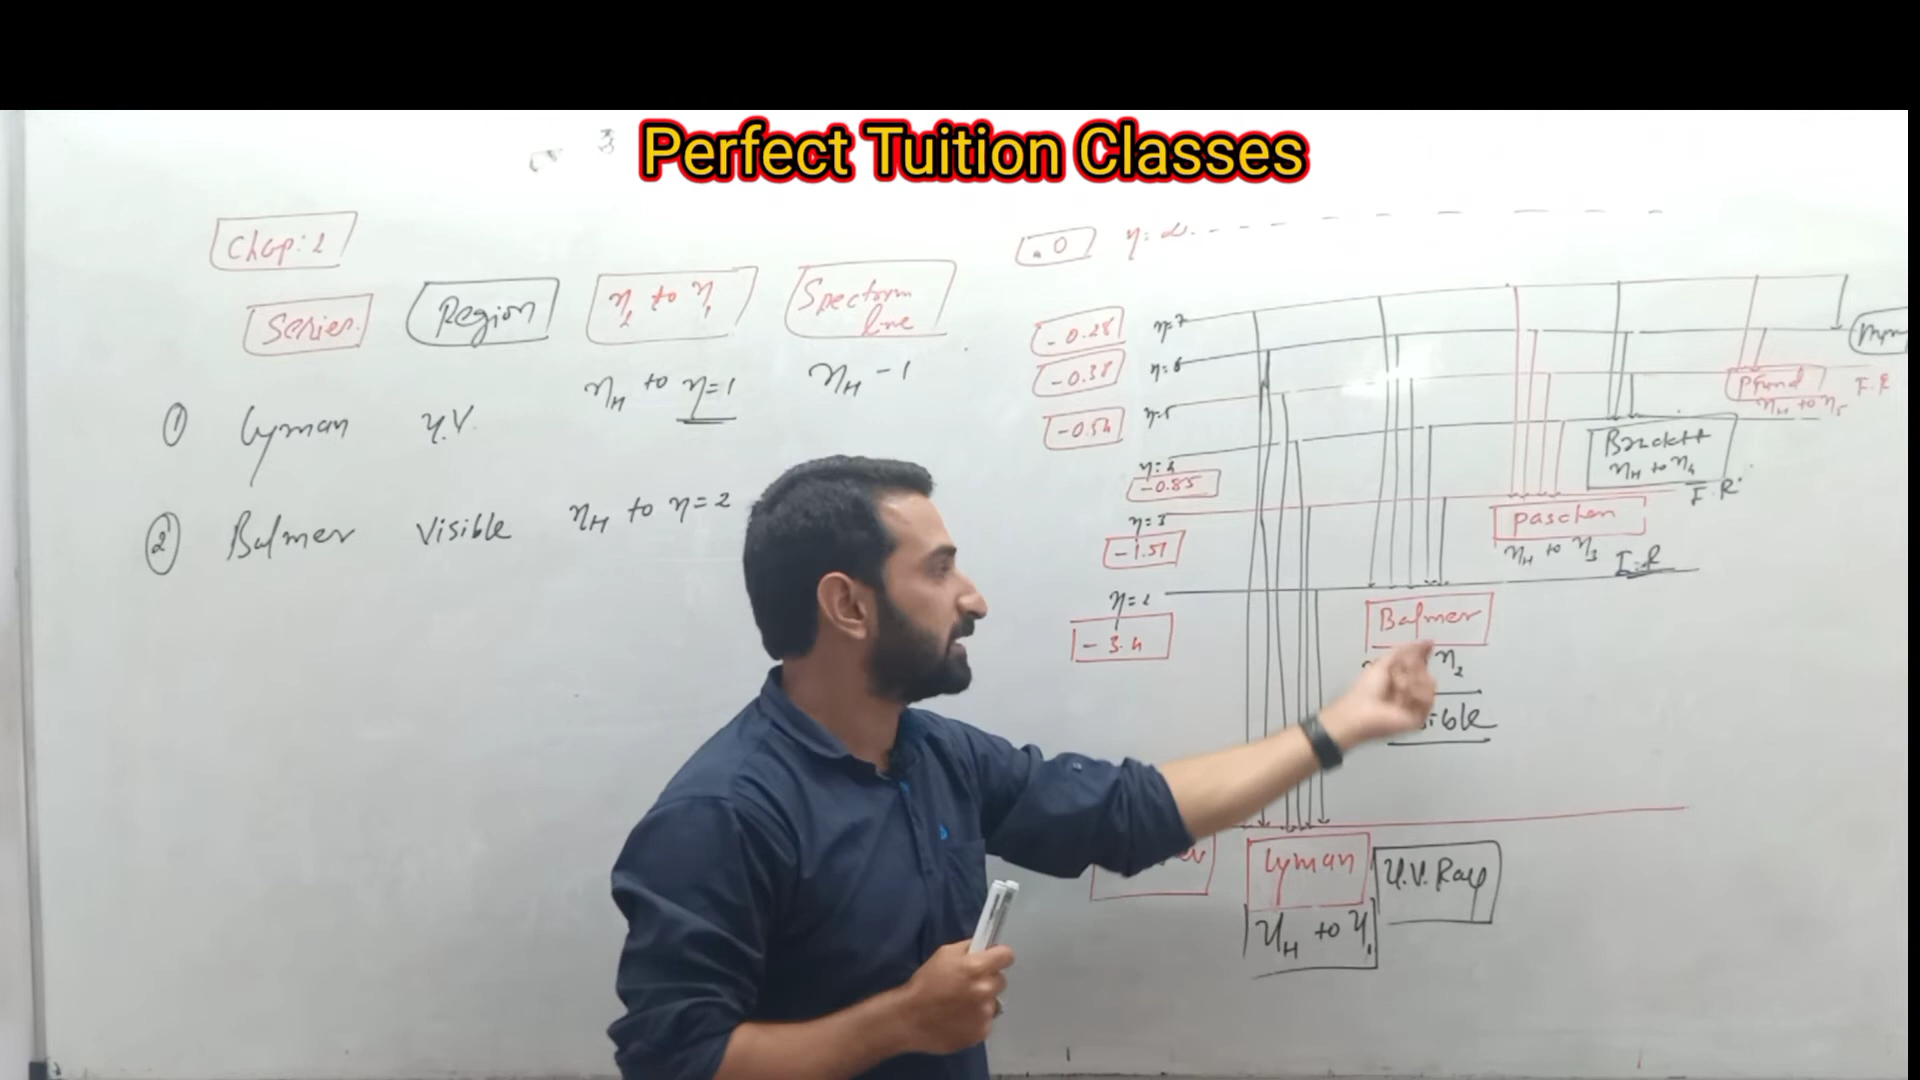 Perfect Tuition Classes
Chap: 2
Series. Region n2 to n1 Spectrum line
① Lyman U.V. nH to n=1 nH - 1
② Balmer Visible nH to n=2
.0 n=∝
-0.28 n=7
-0.38 n=6
-0.54 n=5
n=4
-0.85
n=3
-1.51
n=2
-3.4
Pfund I.R
nH to n5
Brackett
nH to n4
I.R.
Paschen
nH to n3 I.R
Balmer
n2
Lyman U.V. Ray
nH to n1